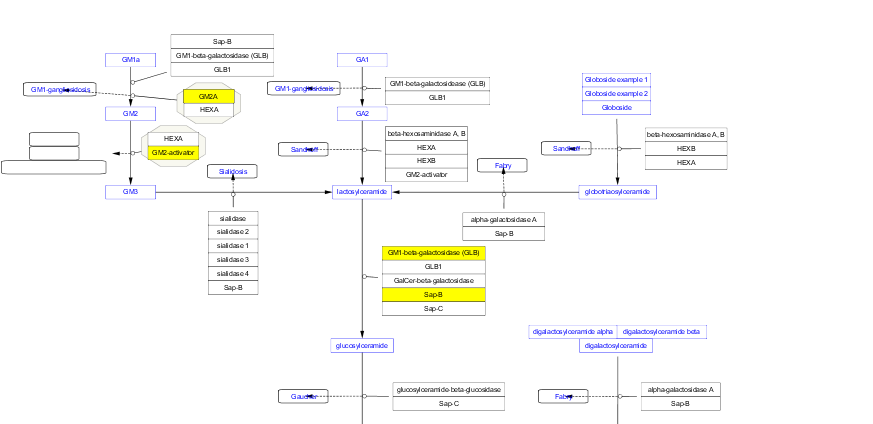 Sap-B
GM1-beta-galactosidase (GLB)
GLB1
GM1a
GA1
GM1-gangliosidosis
GM2A
HEXA
GM1-gangliosidosis
GM1-beta-galactosidease (GLB)
GLB1
Globoside example 1
Globoside example 2
Globoside
GM2
GA2
HEXA
GM2-activator
Sandhoff
beta-hexosaminidase A, B
HEXA
HEXB
GM2-activator
Sandhoff
beta-hexosaminidase A, B
HEXB
HEXA
Sialidosis
Fabry
GM3
lactosylceramide
globotriaosylceramide
sialidase
sialidase 2
sialidase 1
sialidase 3
sialidase 4
Sap-B
alpha-galactosidase A
Sap-B
GM1-beta-galactosidase (GLB)
GLB1
GalCer-beta-galactosidase
Sap-B
Sap-C
glucosylceramide
digalactosylceramide alpha
digalactosylceramide beta
digalactosylceramide
Gaucher
glucosylceramide-beta-glucosidase
Sap-C
Fabry
alpha-galactosidase A
Sap-B